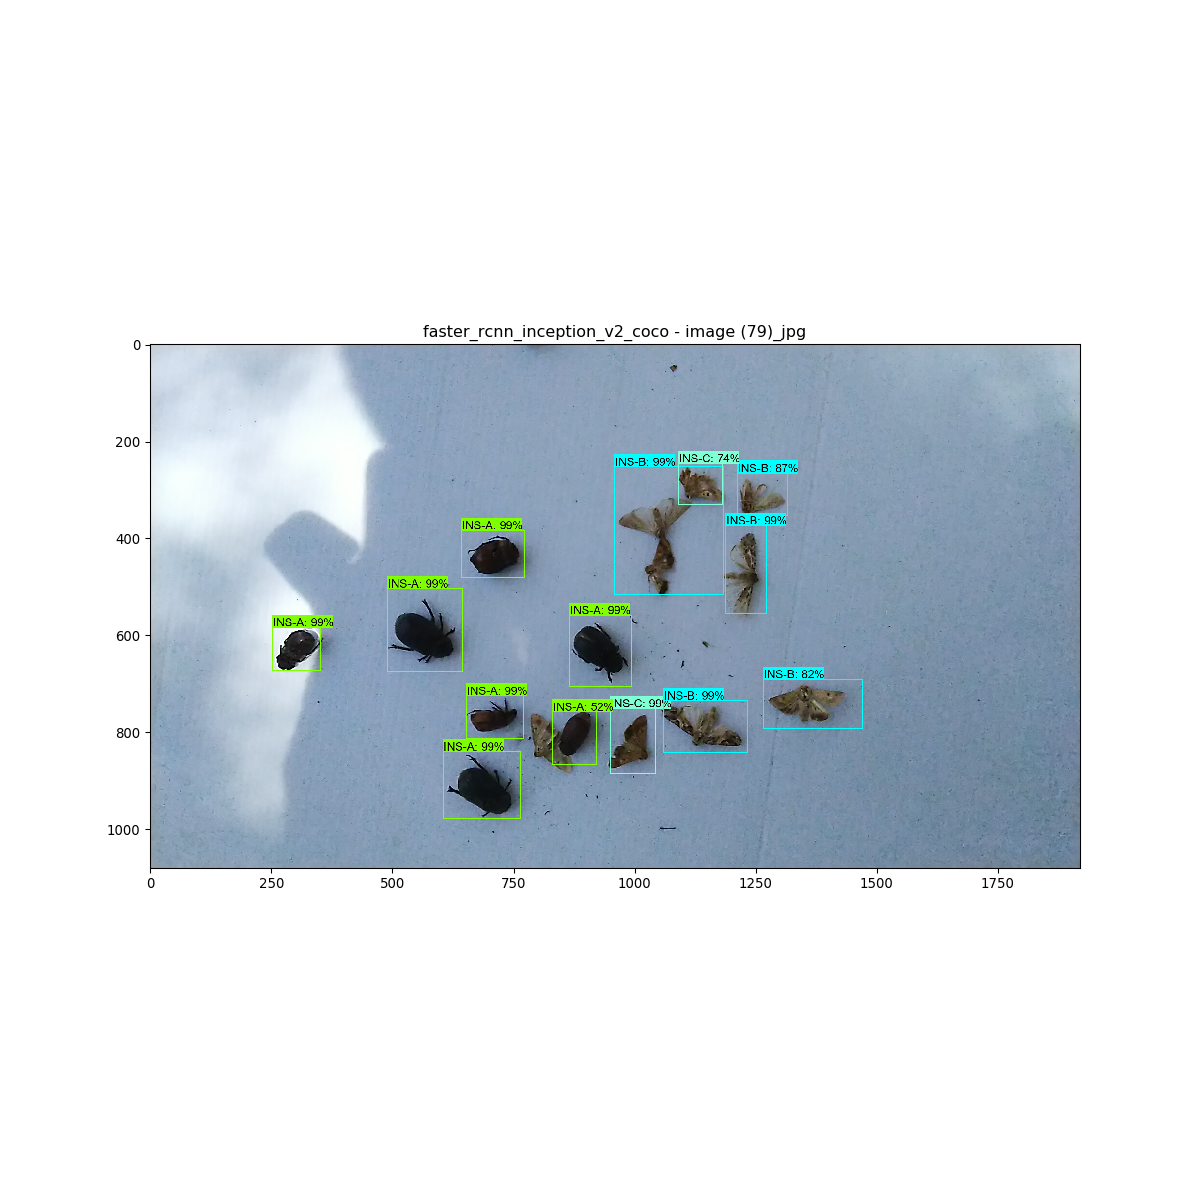 faster_rcnn_inception_v2_coco - image (79)_jpg
0
200
400
600
800
1000
0
250
500
750
1000
1250
1500
1750
INS-B: 99%
INS-C: 74%
INS-B: 87%
INS-B: 99%
INS-A: 99%
INS-A: 99%
INS-A: 99%
INS-A: 99%
INS-B: 82%
INS-A: 99%
INS-A: 52%
NS-C: 99%
INS-B: 99%
INS-A: 99%